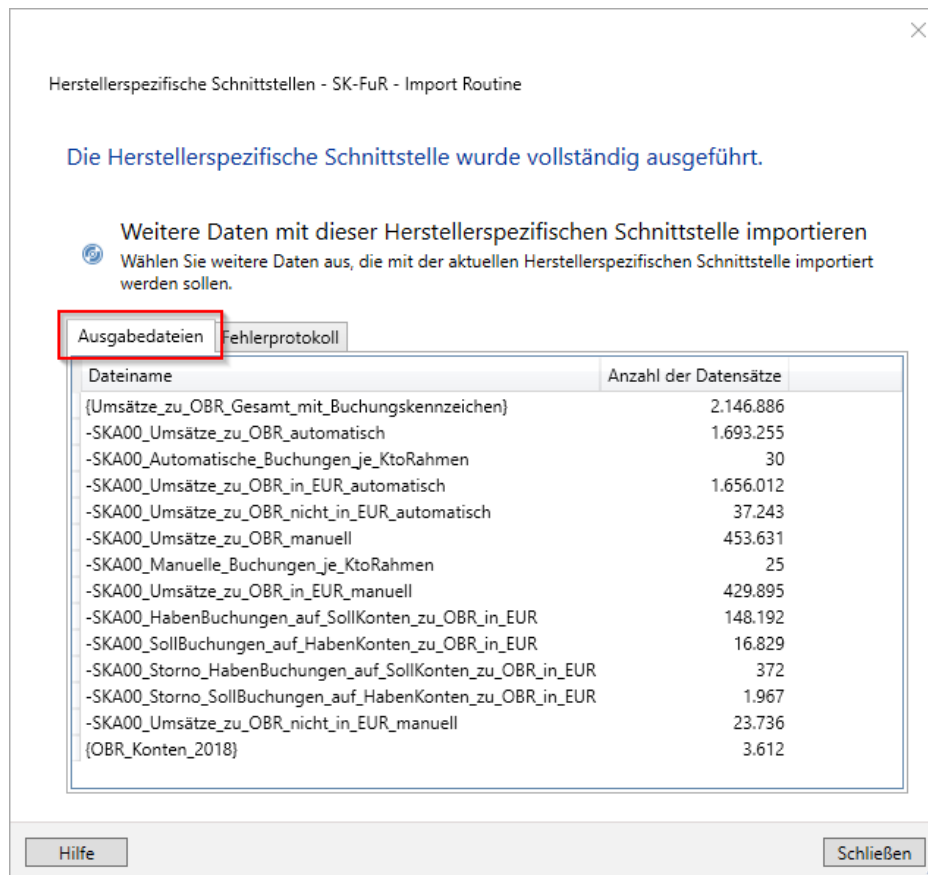 Herstellerspezifische Schnittstellen - SK-FuR - Import Routine
Die Herstellerspezifische Schnittstelle wurde vollständig ausgeführt.
Weitere Daten mit dieser Herstellerspezifischen Schnittstelle importieren
Wählen Sie weitere Daten aus, die mit der aktuellen Herstellerspezifischen Schnittstelle importiert
werden sollen.
Ausgabedateien Fehlerprotokoll
Dateiname Anzahl der Datensätze
{Umsätze_zu_OBR_Gesamt_mit_Buchungskennzeichen} 2.146.886
-SKA00_Umsätze_zu_OBR_automatisch 1.693.255
-SKA00_Automatische_Buchungen_je_KtoRahmen 30
-SKA00_Umsätze_zu_OBR_in_EUR_automatisch 1.656.012
-SKA00_Umsätze_zu_OBR_nicht_in_EUR_automatisch 37.243
-SKA00_Umsätze_zu_OBR_manuell 453.631
-SKA00_Manuelle_Buchungen_je_KtoRahmen 25
-SKA00_Umsätze_zu_OBR_in_EUR_manuell 429.895
-SKA00_HabenBuchungen_auf_SollKonten_zu_OBR_in_EUR 148.192
-SKA00_SollBuchungen_auf_HabenKonten_zu_OBR_in_EUR 16.829
-SKA00_Storno_HabenBuchungen_auf_SollKonten_zu_OBR_in_EUR 372
-SKA00_Storno_SollBuchungen_auf_HabenKonten_zu_OBR_in_EUR 1.967
-SKA00_Umsätze_zu_OBR_nicht_in_EUR_manuell 23.736
{OBR_Konten_2018} 3.612
Hilfe Schließen